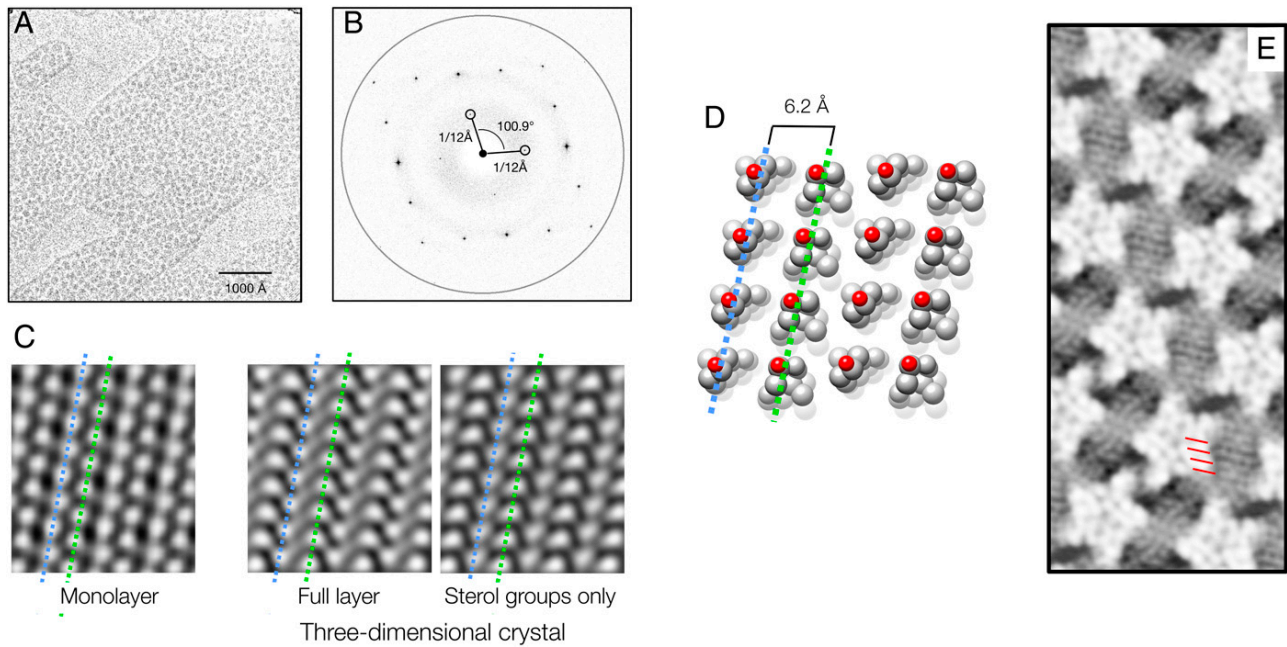 A
1000 Å
B
100.9°
1/12Å
1/12Å
C
Monolayer
Full layer
Sterol groups only
Three-dimensional crystal
D
6.2 Å
E